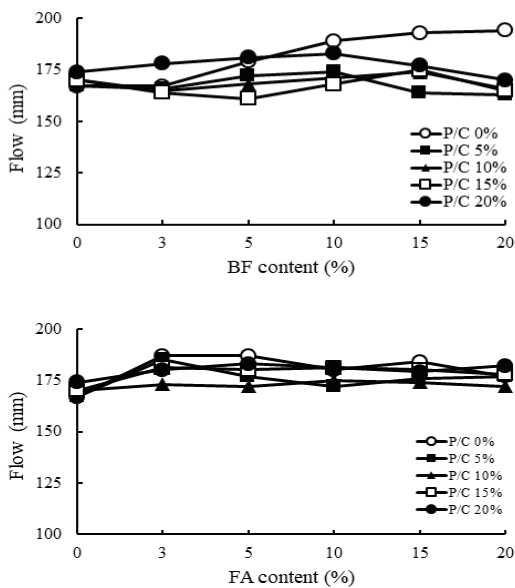 200
175
150
125
100
Flow (mm)
P/C 0%
P/C 5%
P/C 10%
P/C 15%
P/C 20%
0 3 5 10 15 20
BF content (%)
200
175
150
125
100
Flow (mm)
P/C 0%
P/C 5%
P/C 10%
P/C 15%
P/C 20%
0 3 5 10 15 20
FA content (%)